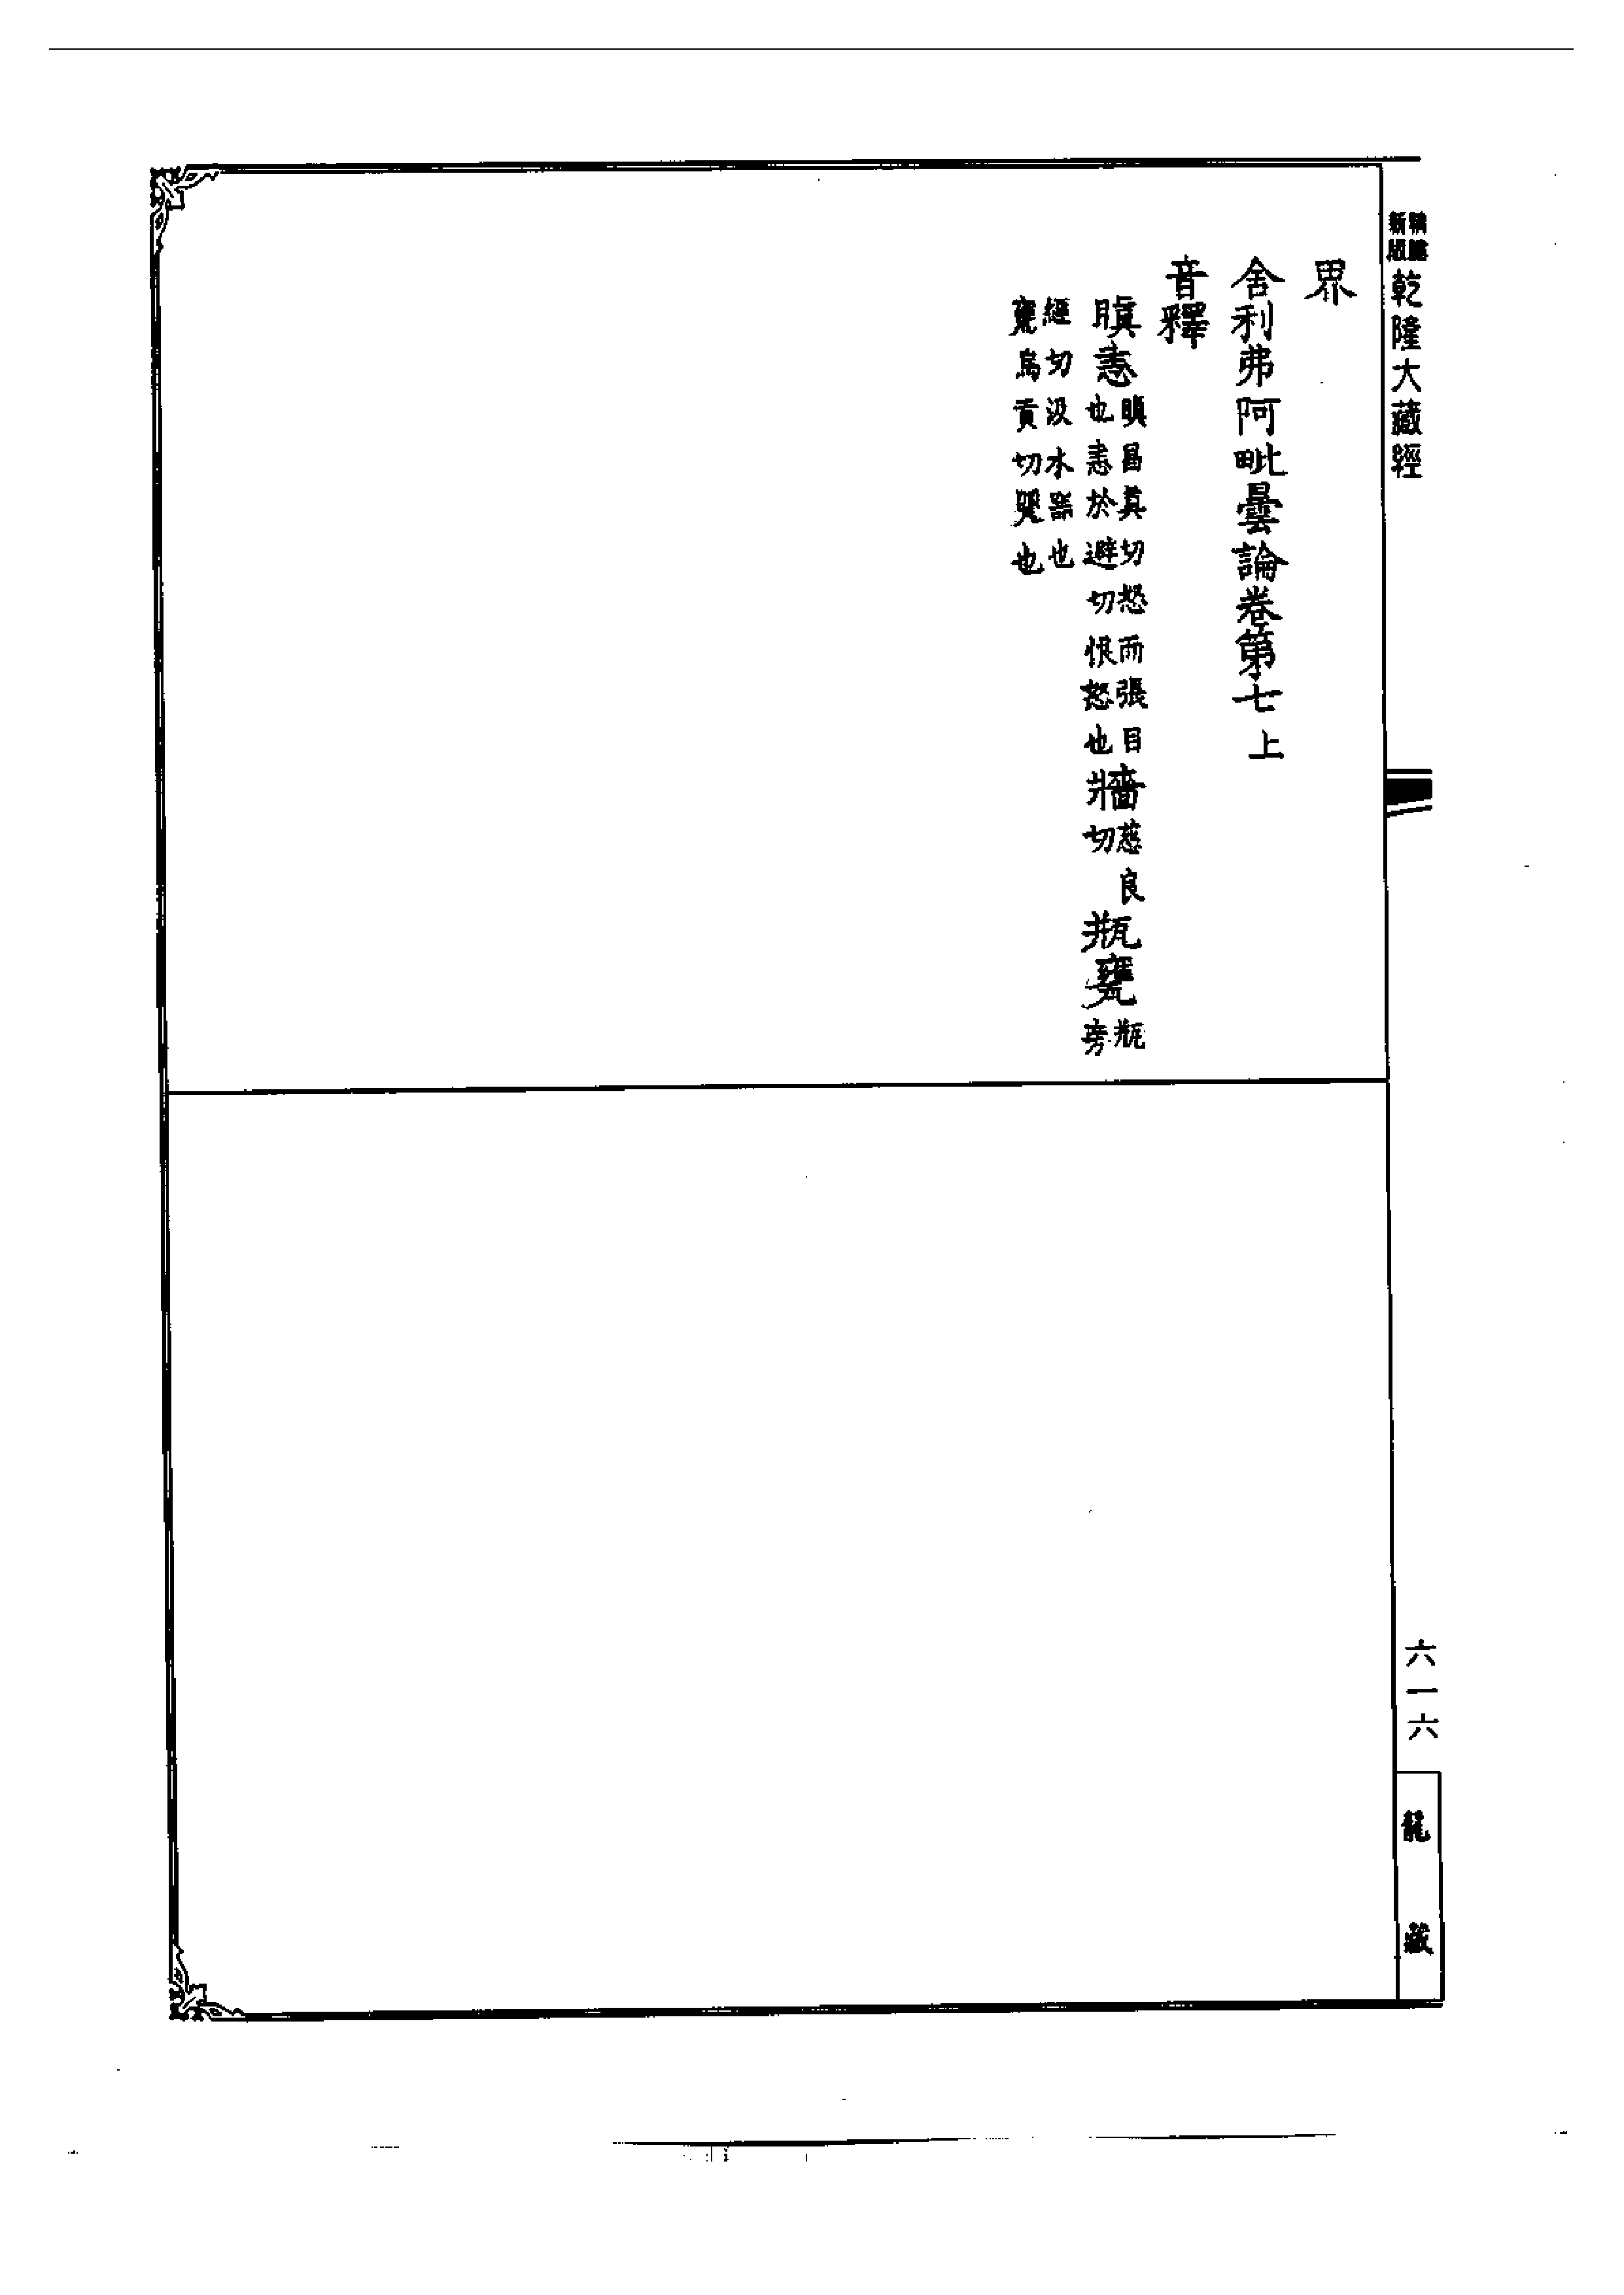 新版 乾隆大藏經
界
舍利弗阿毗曇論卷第七上
音釋
瞋恚 瞋昌真切怒而張目也恚於避切恨怒也 牆 慈良切 瓶甕 瓶旁
經切汲水器也甕烏貢切甖也
六一六
龍藏